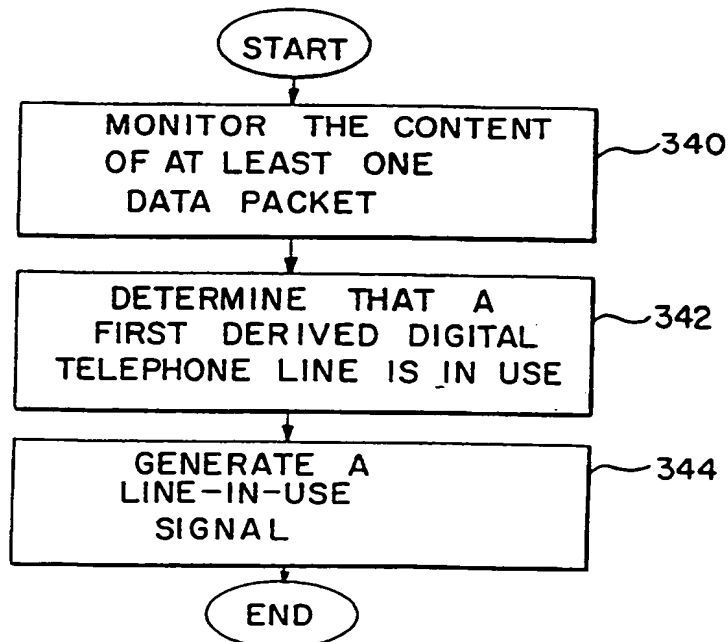 START
MONITOR THE CONTENT
OF AT LEAST ONE
DATA PACKET
340
DETERMINE THAT A
FIRST DERIVED DIGITAL
TELEPHONE LINE IS IN USE
342
GENERATE A
LINE-IN-USE
SIGNAL
344
END